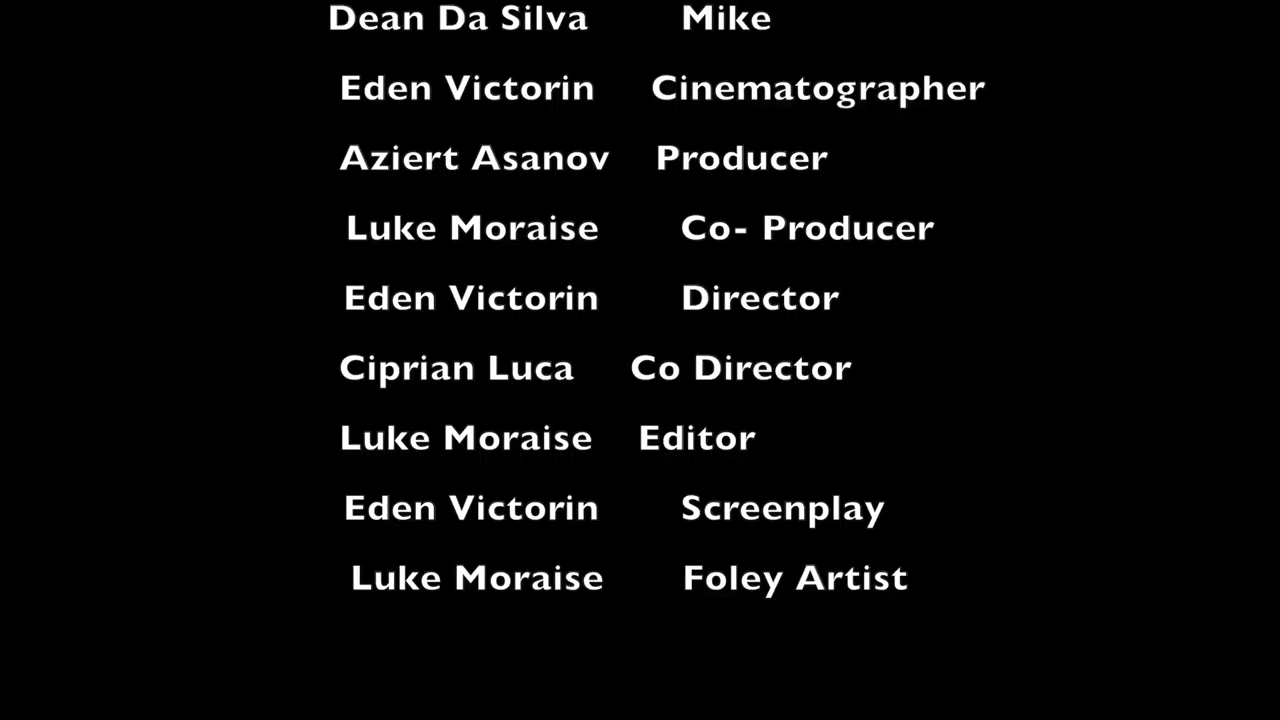 Dean Da Silva Mike
Eden Victorin Cinematographer
Aziert Asanov Producer
Luke Moraise Co- Producer
Eden Victorin Director
Ciprian Luca Co Director
Luke Moraise Editor
Eden Victorin Screenplay
Luke Moraise Foley Artist